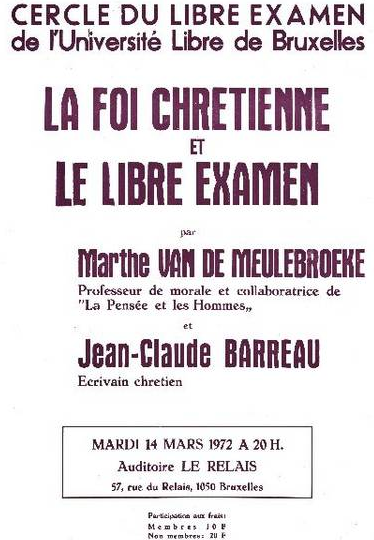 CERCLE DU LIBRE EXAMEN
de l'Université Libre de Bruxelles
LA FOI CHRETIENNE
ET
LE LIBRE EXAMEN
par
Marthe VAN DE MEULEBROEKE
Professeur de morale et collaboratrice de
"La Pensée et les Hommes„
et
Jean-Claude BARREAU
Ecrivain chretien
MARDI 14 MARS 1972 A 20 H.
Auditoire LE RELAIS
57, rue du Relais, 1050 Bruxelles
Participation aux frais:
Membres 10 F
Non membres: 20 F